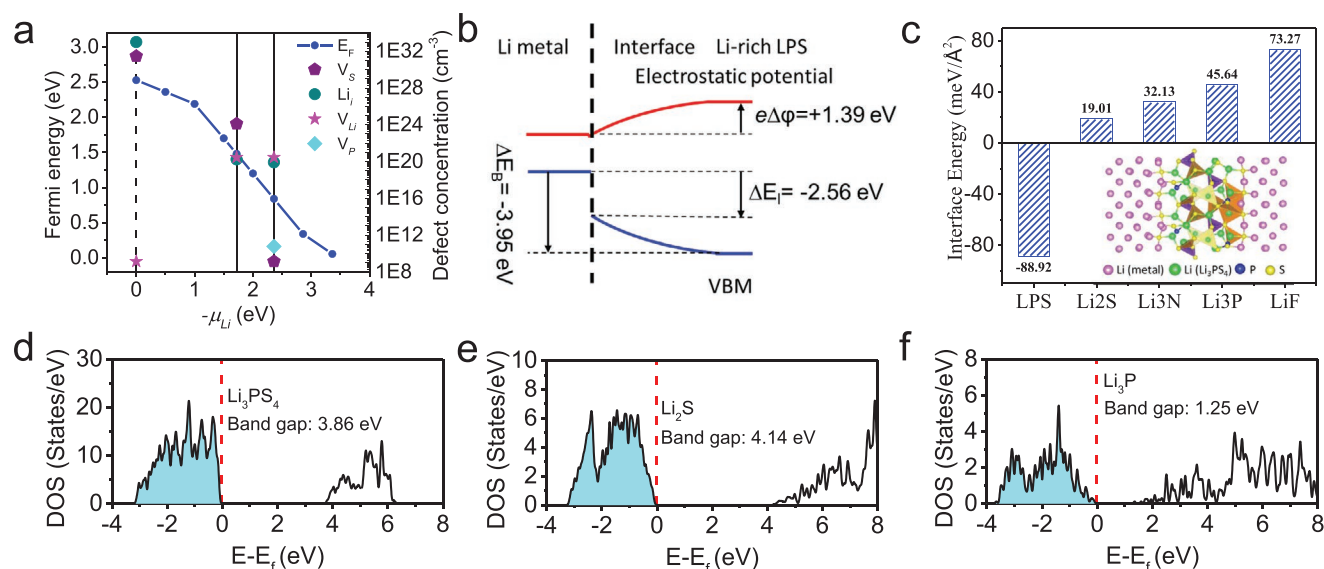 a
Fermi energy (eV)
3.0
2.5
2.0
1.5
1.0
0.5
0.0
0
1
2
3
4
-μLi (eV)
EF
VS
Lii
VLi
VP
1E32
1E28
1E24
1E20
1E16
1E12
1E8
Defect concentration (cm-3)
b
Li metal
Interface
Li-rich LPS
Electrostatic potential
eΔφ=+1.39 eV
ΔEB = -3.95 eV
ΔEI= -2.56 eV
VBM
c
Interface Energy (meV/Å2)
80
40
0
-40
-80
-88.92
19.01
32.13
45.64
73.27
Li (metal)
Li (Li3PS4)
P
S
LPS
Li2S
Li3N
Li3P
LiF
d
DOS (States/eV)
30
20
10
0
Li3PS4
Band gap: 3.86 eV
-4
-2
0
2
4
6
8
E-Ef (eV)
e
DOS (States/eV)
10
8
6
4
2
0
Li2S
Band gap: 4.14 eV
-4
-2
0
2
4
6
8
E-Ef (eV)
f
DOS (States/eV)
8
6
4
2
0
Li3P
Band gap: 1.25 eV
-4
-2
0
2
4
6
8
E-Ef (eV)